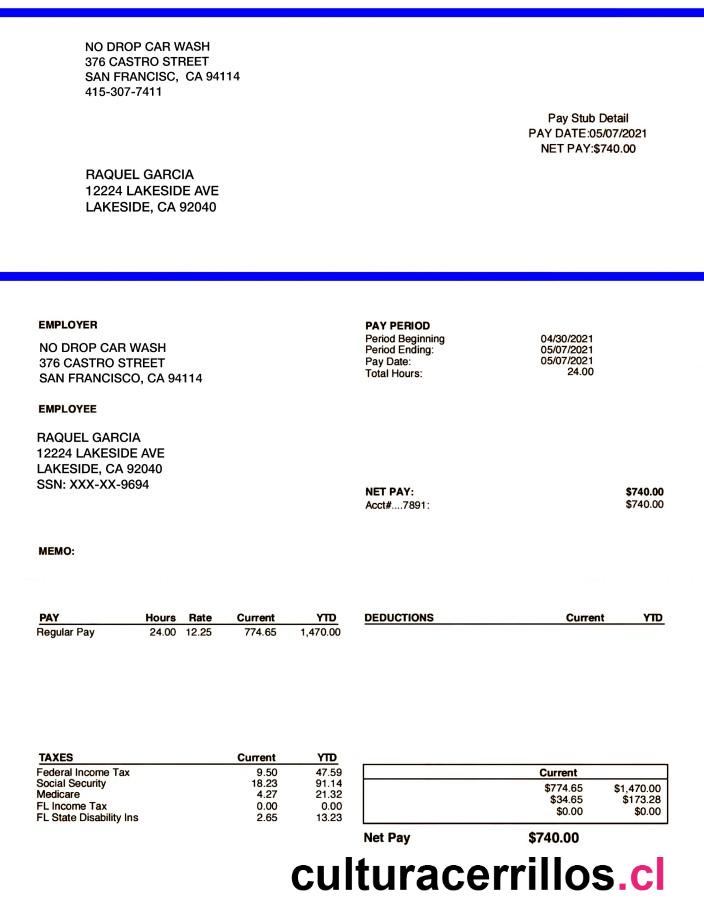 NO DROP CAR WASH
376 CASTRO STREET
SAN FRANCISC, CA 94114
415-307-7411
Pay Stub Detail
PAY DATE:05/07/2021
NET PAY:$740.00
RAQUEL GARCIA
12224 LAKESIDE AVE
LAKESIDE, CA 92040
EMPLOYER
NO DROP CAR WASH
376 CASTRO STREET
SAN FRANCISCO, CA 94114
EMPLOYEE
RAQUEL GARCIA
12224 LAKESIDE AVE
LAKESIDE, CA 92040
SSN: XXX-XX-9694
PAY PERIOD
Period Beginning 04/30/2021
Period Ending: 05/07/2021
Pay Date: 05/07/2021
Total Hours: 24.00
NET PAY: $740.00
Acct#....7891: $740.00
MEMO:
PAY Hours Rate Current YTD
Regular Pay 24.00 12.25 774.65 1,470.00
DEDUCTIONS Current YTD
TAXES Current YTD
Federal Income Tax 9.50 47.59
Social Security 18.23 91.14
Medicare 4.27 21.32
FL Income Tax 0.00 0.00
FL State Disability Ins 2.65 13.23
Current
$774.65 $1,470.00
$34.65 $173.28
$0.00 $0.00
Net Pay $740.00
culturacerrillos.cl